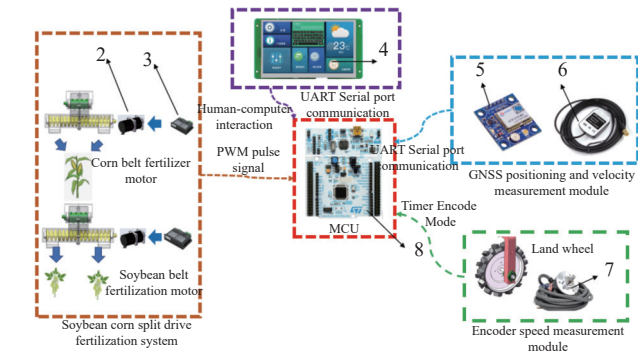 2
3
4
5
6
7
8
23
UART Serial port
communication
Human-computer
interaction
PWM pulse
signal
Corn belt fertilizer
motor
Soybean belt
fertilization motor
Soybean corn split drive
fertilization system
MCU
UART Serial port
communication
GNSS positioning and velocity
measurement module
Timer Encode
Mode
Land wheel
Encoder speed measurement
module